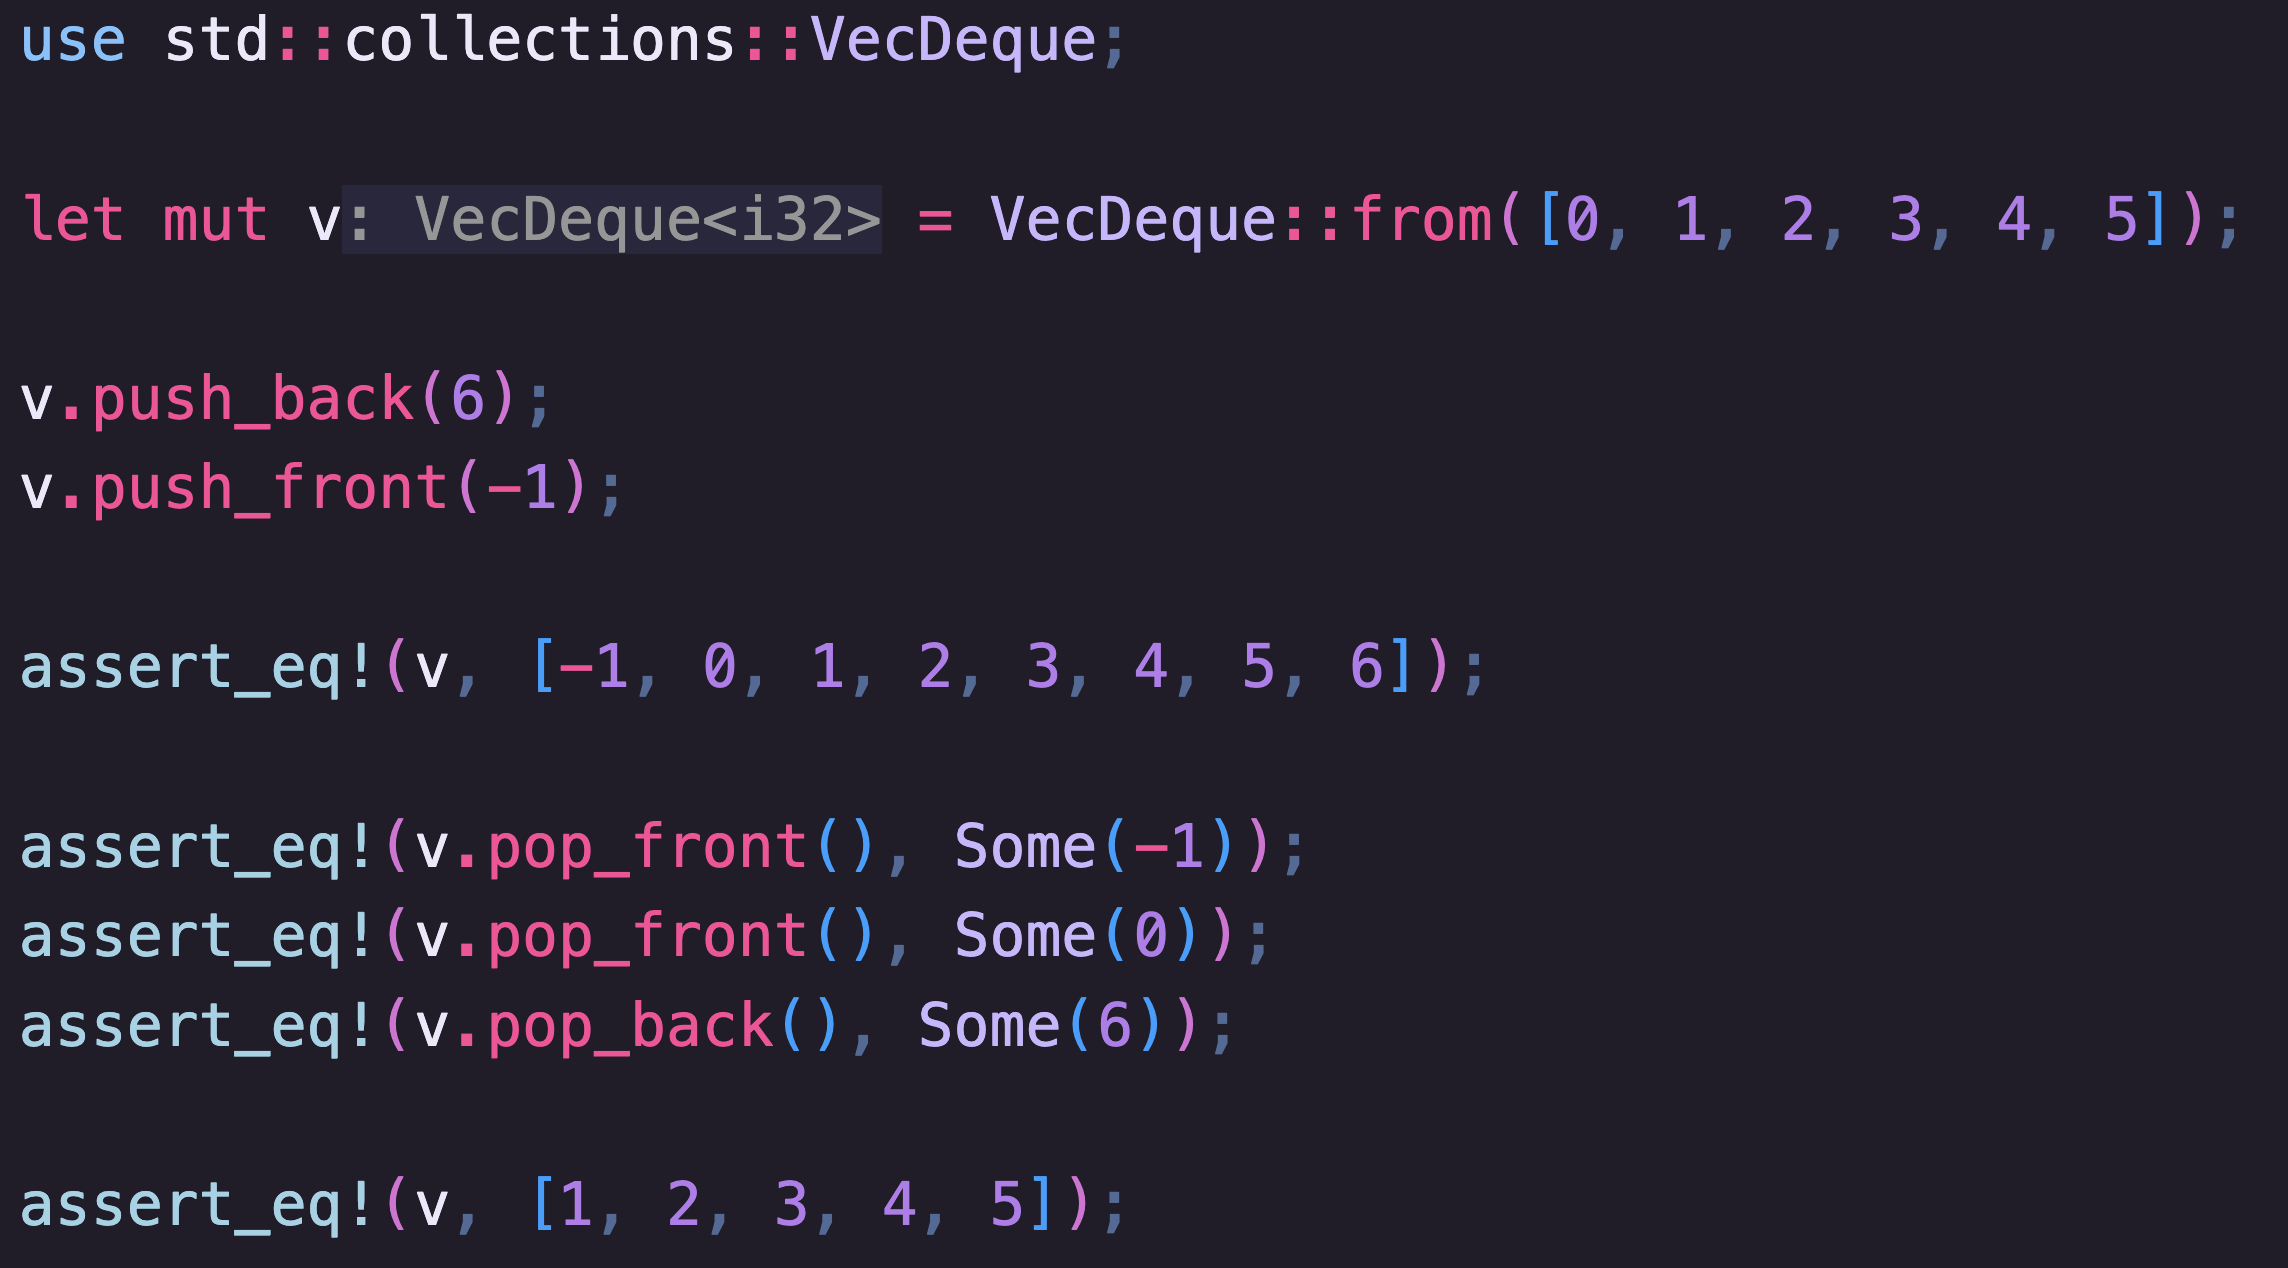 use std::collections::VecDeque;
let mut v: VecDeque<i32> = VecDeque::from([0, 1, 2, 3, 4, 5]);
v.push_back(6);
v.push_front(-1);
assert_eq!(v, [-1, 0, 1, 2, 3, 4, 5, 6]);
assert_eq!(v.pop_front(), Some(-1));
assert_eq!(v.pop_front(), Some(0));
assert_eq!(v.pop_back(), Some(6));
assert_eq!(v, [1, 2, 3, 4, 5]);